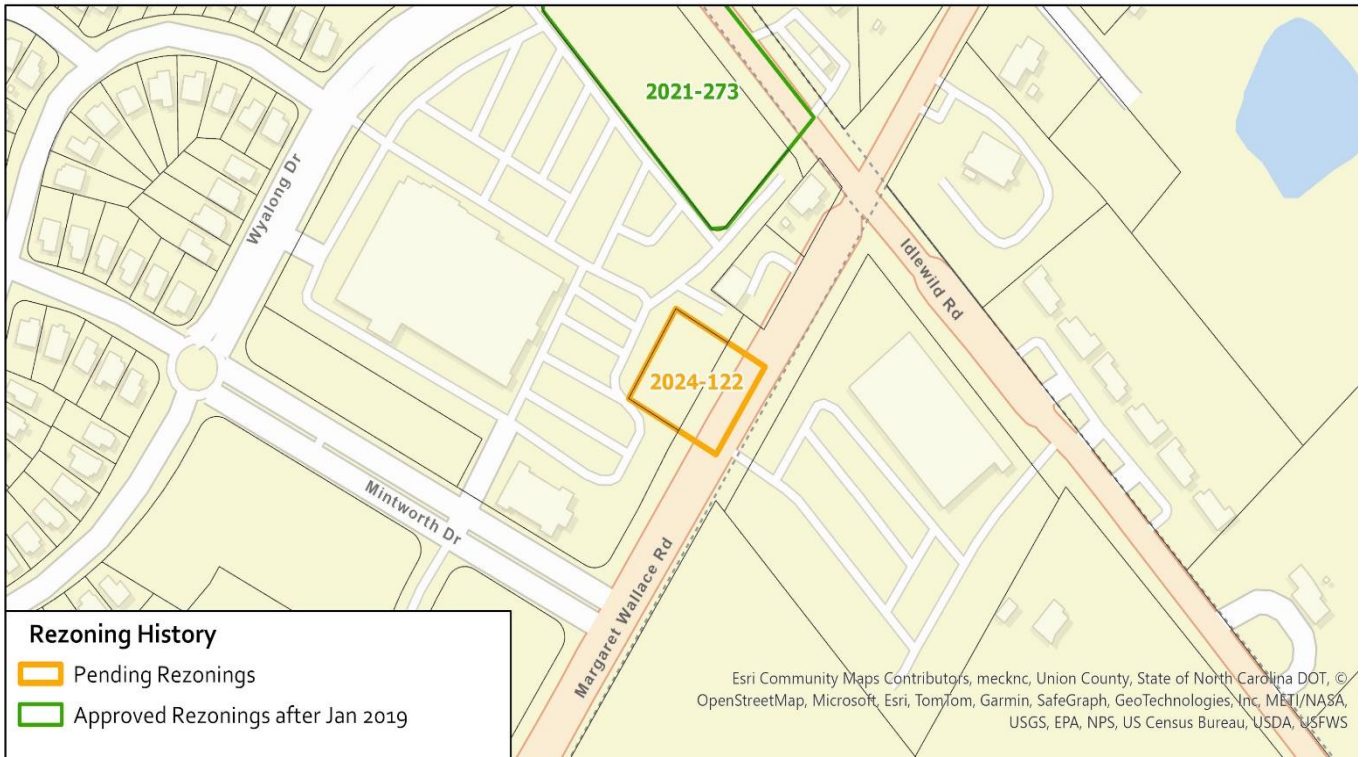 2021-273
Wyalong Dr
Idlewild Rd
2024-122
Mintworth Dr
Margaret Wallace Rd
Rezoning History
Pending Rezonings
Approved Rezonings after Jan 2019
Esri Community Maps Contributors, mecknc, Union County, State of North Carolina DOT, ©
OpenStreetMap, Microsoft, Esri, TomTom, Garmin, SafeGraph, GeoTechnologies, Inc, METI/NASA,
USGS, EPA, NPS, US Census Bureau, USDA, USFWS